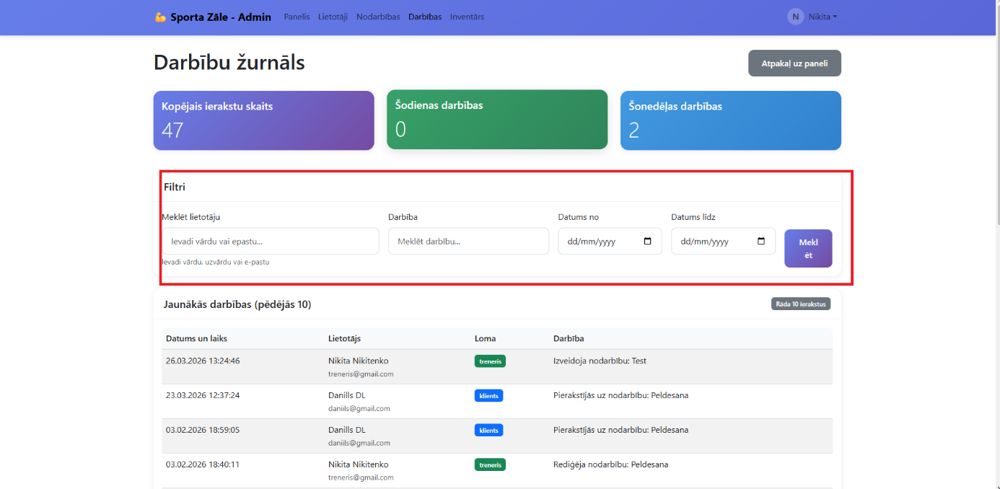 💪 Sporta Zāle - Admin Panelis Lietotāji Nodarbības Darbības Inventārs N Nikita
Darbību žurnāls
Atpakaļ uz paneli
Kopējais ierakstu skaits
47
Šodienas darbības
0
Šonedēļas darbības
2
Filtri
Meklēt lietotāju
Ievadi vārdu vai epastu...
Ievadi vārdu, uzvārdu vai e-pastu
Darbība
Meklēt darbību...
Datums no
dd/mm/yyyy
Datums līdz
dd/mm/yyyy
Mekl
ēt
Jaunākās darbības (pēdējās 10)
Rāda 10 ierakstus
Datums un laiks Lietotājs Loma Darbība
26.03.2026 13:24:46 Nikita Nikitenko treneris Izveidoja nodarbību: Test
treneris@gmail.com
23.03.2026 12:37:24 Danills DL klients Pierakstījās uz nodarbību: Peldesana
daniils@gmail.com
03.02.2026 18:59:05 Danills DL klients Pierakstījās uz nodarbību: Peldesana
daniils@gmail.com
03.02.2026 18:40:11 Nikita Nikitenko treneris Rediģēja nodarbību: Peldesana
treneris@gmail.com